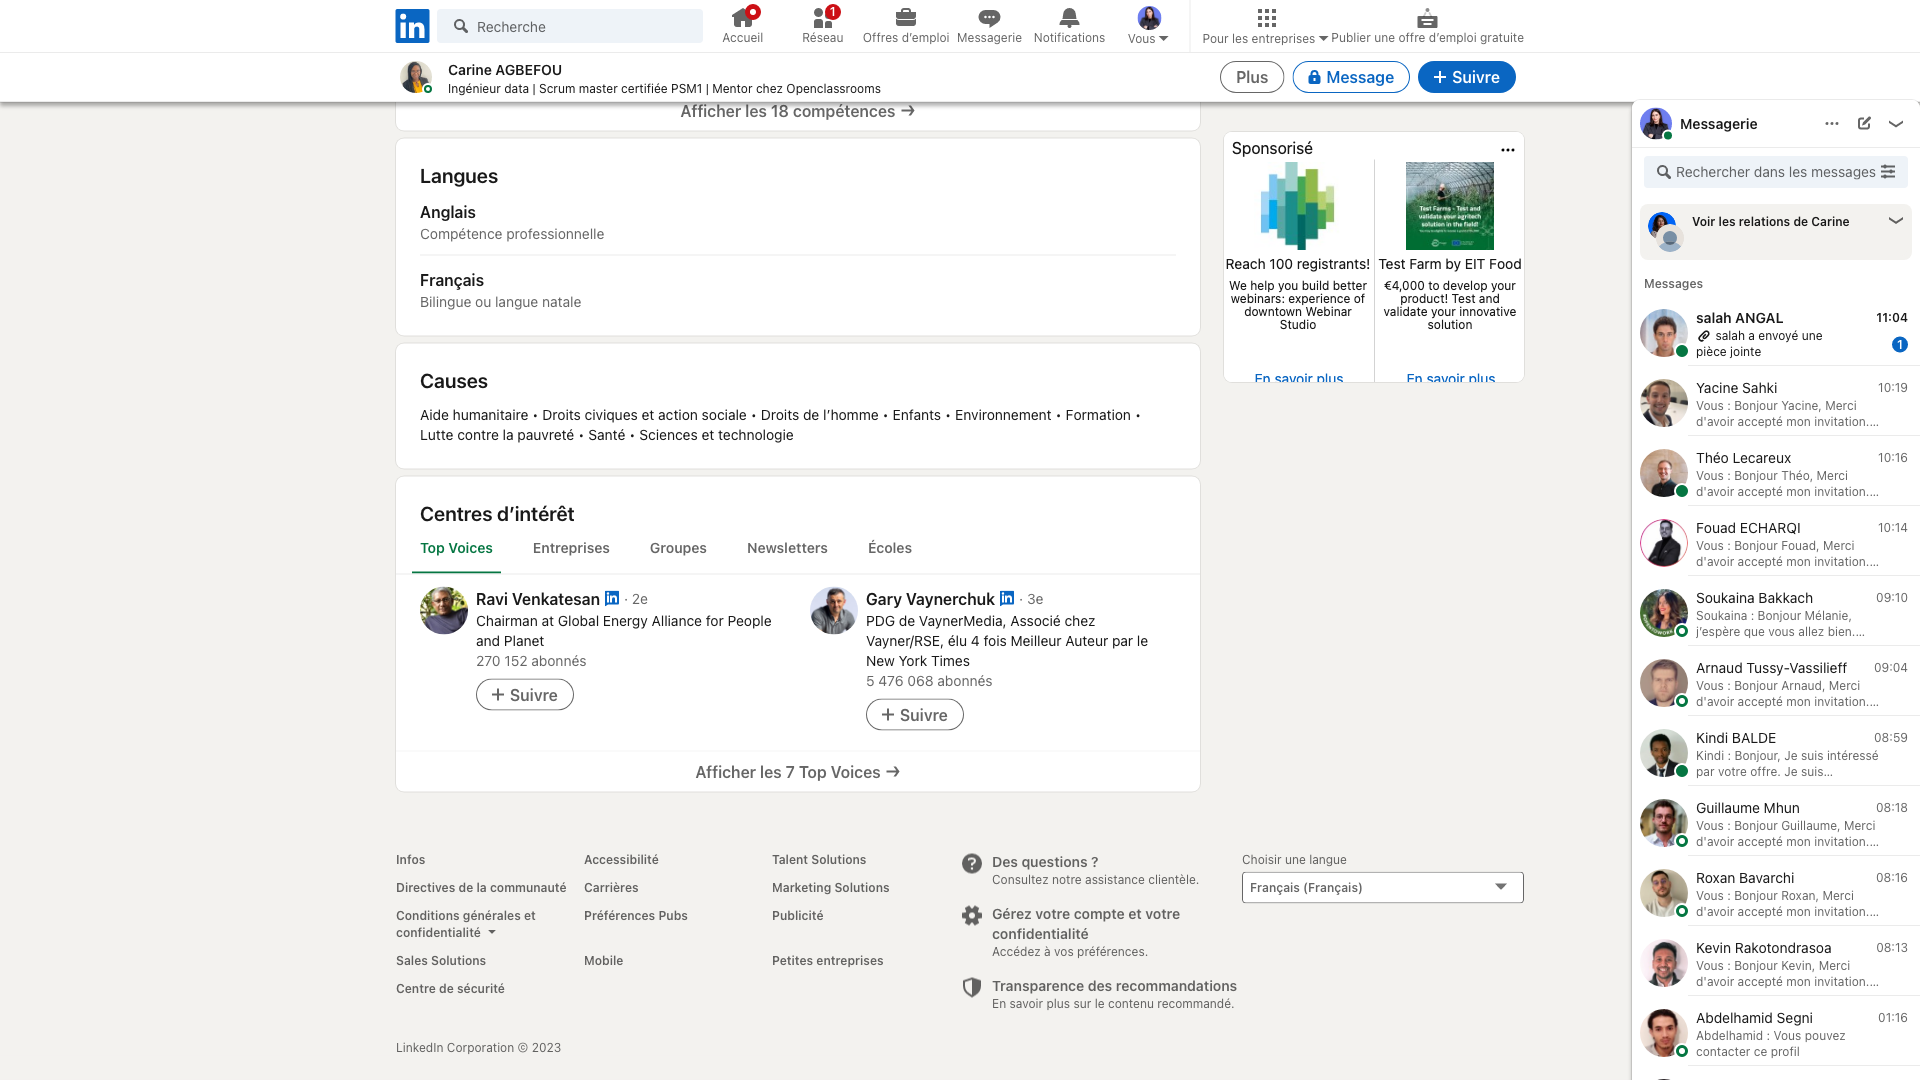 Recherche
Accueil
Réseau
1
Offres d'emploi
Messagerie
Notifications
Vous
Pour les entreprises
Publier une offre d'emploi gratuite
Carine AGBEFOU
Ingénieur data | Scrum master certifiée PSM1 | Mentor chez Openclassrooms
Plus
Message
Suivre
Afficher les 18 compétences
Langues
Anglais
Compétence professionnelle
Français
Bilingue ou langue natale
Causes
Aide humanitaire • Droits civiques et action sociale • Droits de l'homme • Enfants • Environnement • Formation •
Lutte contre la pauvreté • Santé • Sciences et technologie
Centres d'intérêt
Top Voices
Entreprises
Groupes
Newsletters
Écoles
Ravi Venkatesan in · 2e
Chairman at Global Energy Alliance for People
and Planet
270 152 abonnés
Suivre
Gary Vaynerchuk in · 3e
PDG de VaynerMedia, Associé chez
Vayner/RSE, élu 4 fois Meilleur Auteur par le
New York Times
5 476 068 abonnés
Suivre
Afficher les 7 Top Voices
Sponsorisé
Reach 100 registrants!
We help you build better
webinars: experience of
downtown Webinar
Studio
En savoir plus
Test Farms - Test and
validate your agritech
solution in the field!
Test Farm by EIT Food
€4,000 to develop your
product! Test and
validate your innovative
solution
En savoir plus
Infos
Accessibilité
Talent Solutions
Directives de la communauté
Carrières
Marketing Solutions
Conditions générales et
confidentialité
Préférences Pubs
Publicité
Sales Solutions
Mobile
Petites entreprises
Centre de sécurité
Des questions ?
Consultez notre assistance clientèle.
Gérez votre compte et votre
confidentialité
Accédez à vos préférences.
Transparence des recommandations
En savoir plus sur le contenu recommandé.
Choisir une langue
Français (Français)
LinkedIn Corporation © 2023
Messagerie
Rechercher dans les messages
Voir les relations de Carine
Messages
salah ANGAL 11:04
salah a envoyé une
pièce jointe
1
Yacine Sahki 10:19
Vous : Bonjour Yacine, Merci
d'avoir accepté mon invitation....
Théo Lecareux 10:16
Vous : Bonjour Théo, Merci
d'avoir accepté mon invitation....
Fouad ECHARQI 10:14
Vous : Bonjour Fouad, Merci
d'avoir accepté mon invitation....
Soukaina Bakkach 09:10
Soukaina : Bonjour Mélanie,
j'espère que vous allez bien....
Arnaud Tussy-Vassilieff 09:04
Vous : Bonjour Arnaud, Merci
d'avoir accepté mon invitation....
Kindi BALDE 08:59
Kindi : Bonjour, Je suis intéressé
par votre offre. Je suis...
Guillaume Mhun 08:18
Vous : Bonjour Guillaume, Merci
d'avoir accepté mon invitation....
Roxan Bavarchi 08:16
Vous : Bonjour Roxan, Merci
d'avoir accepté mon invitation....
Kevin Rakotondrasoa 08:13
Vous : Bonjour Kevin, Merci
d'avoir accepté mon invitation....
Abdelhamid Segni 01:16
Abdelhamid : Vous pouvez
contacter ce profil